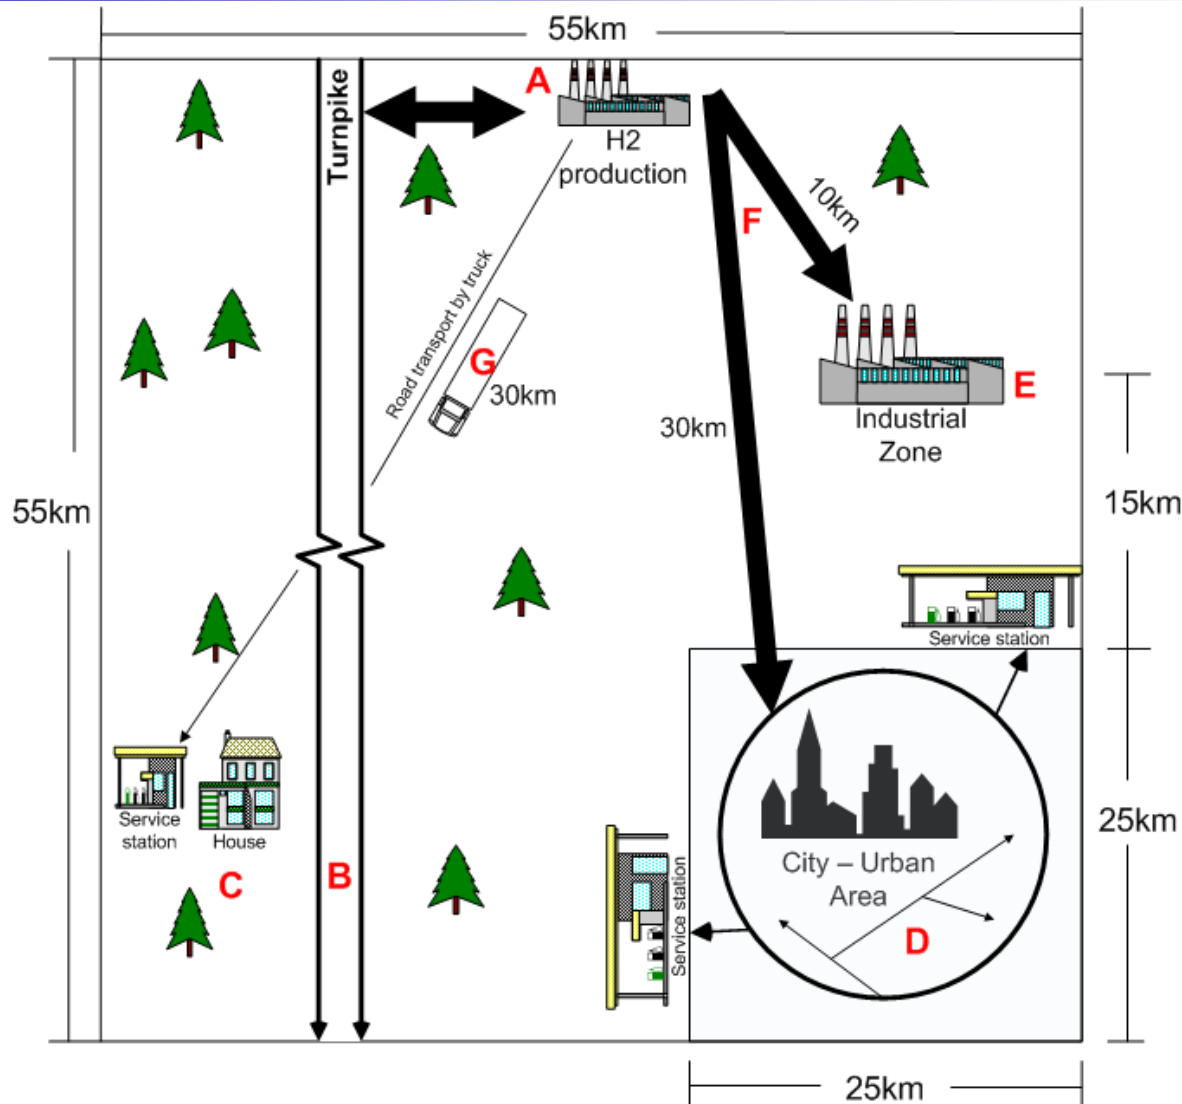 55km
Turnpike
A
H2
production
F
10km
Road transport by truck
G
30km
E
Industrial
Zone
30km
55km
15km
Service station
Service
station
House
C
B
Service station
City – Urban
Area
D
25km
25km